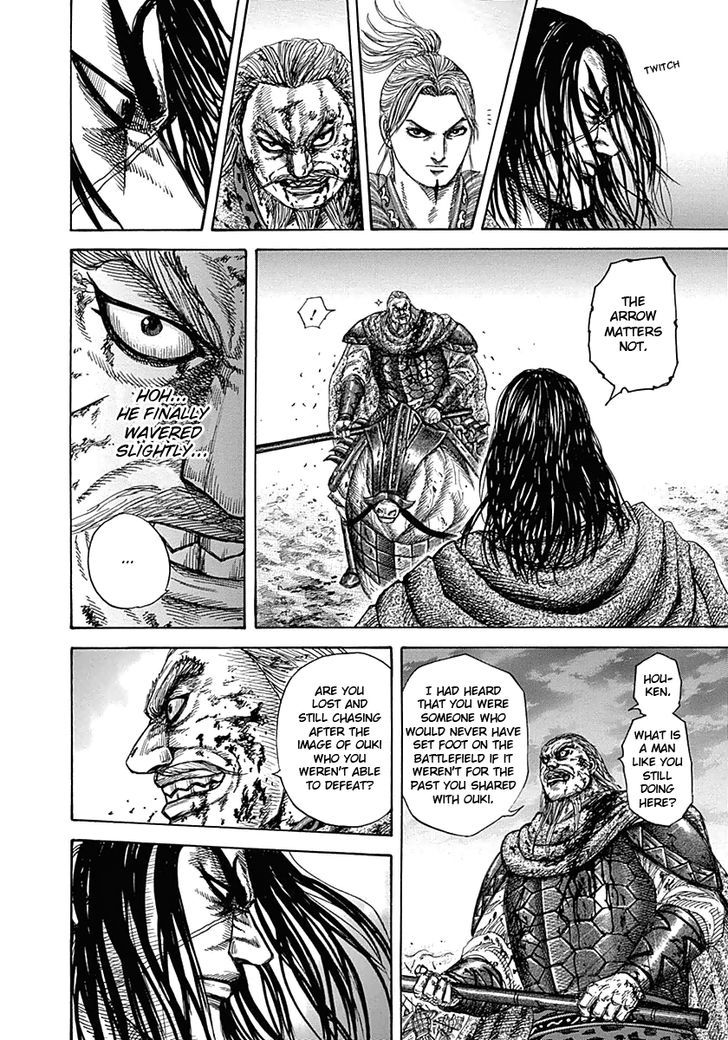 TWITCH
THE
ARROW
MATTERS
NOT.
!
HOH...
HE FINALLY
WAVERED
SLIGHTLY...
...
HOU-
KEN.
WHAT IS
A MAN
LIKE YOU
STILL
DOING
HERE?
I HAD HEARD
THAT YOU WERE
SOMEONE WHO
WOULD NEVER HAVE
SET FOOT ON THE
BATTLEFIELD IF IT
WEREN'T FOR THE
PAST YOU SHARED
WITH OUKI.
ARE YOU
LOST AND
STILL CHASING
AFTER THE
IMAGE OF OUKI
WHO YOU
WEREN'T ABLE
TO DEFEAT?